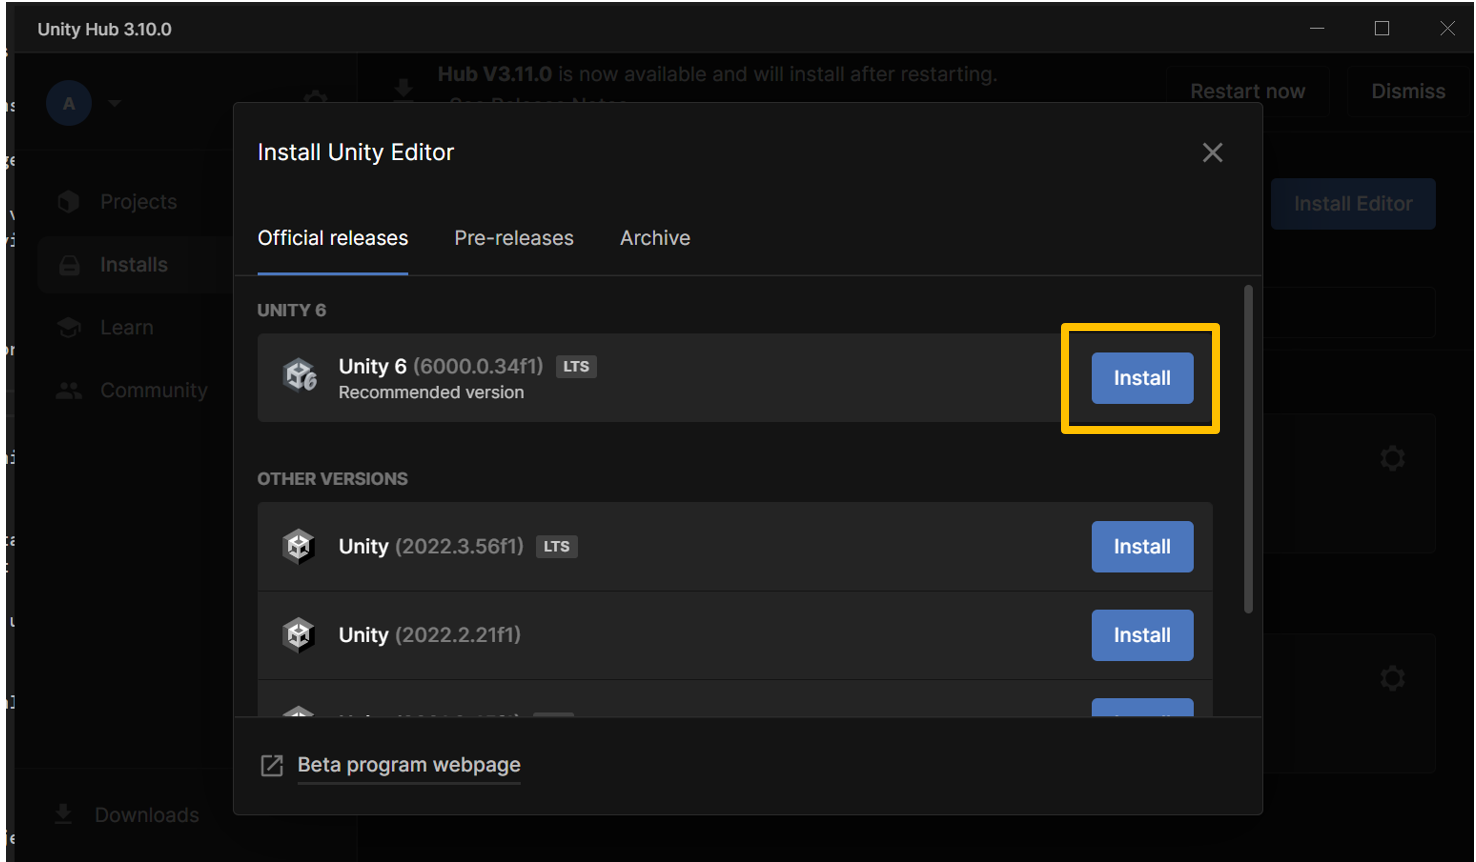 Unity Hub 3.10.0
Hub V3.11.0 is now available and will install after restarting.
Restart now
Dismiss
A
Install Unity Editor
Projects
Install Editor
Official releases
Pre-releases
Archive
Installs
UNITY 6
Learn
Unity 6 (6000.0.34f1) LTS
Recommended version
Install
Community
OTHER VERSIONS
Unity (2022.3.56f1) LTS
Install
Unity (2022.2.21f1)
Install
Beta program webpage
Downloads